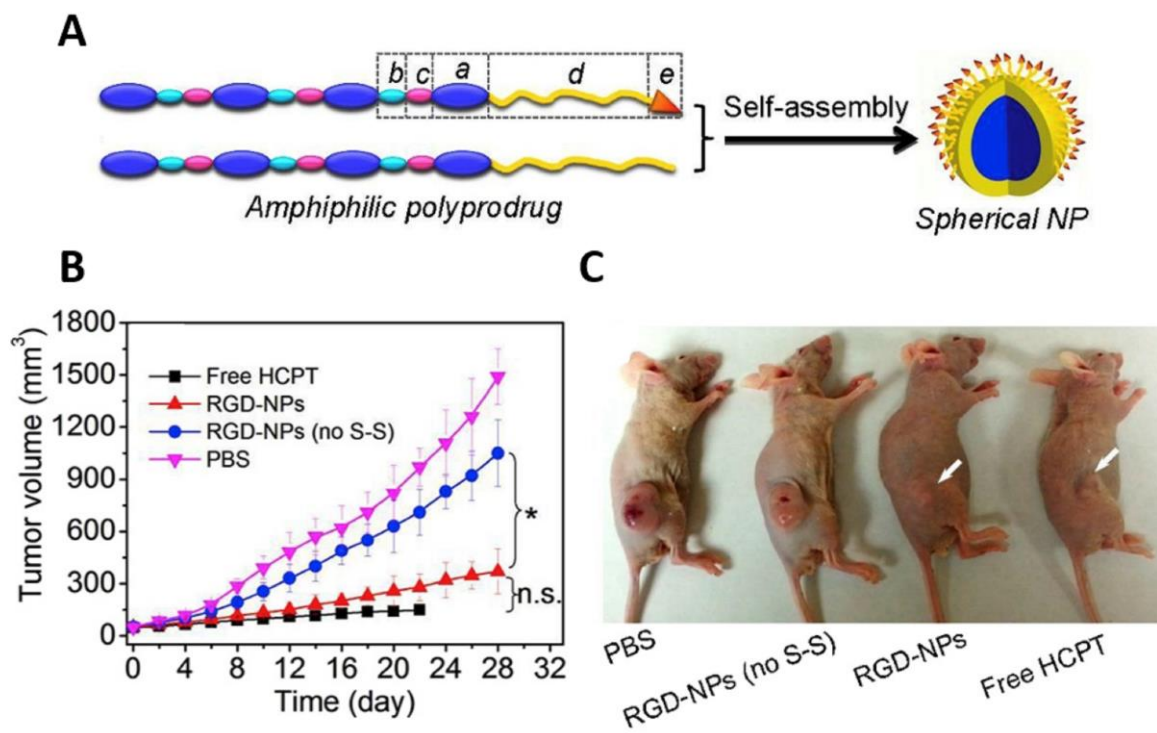 A
b c a d e
Self-assembly
Amphiphilic polyprodrug
Spherical NP
B
Tumor volume (mm³)
1800
1500
1200
900
600
300
0
Free HCPT
RGD-NPs
RGD-NPs (no S-S)
PBS
*
n.s.
0 4 8 12 16 20 24 28 32
Time (day)
C
PBS
RGD-NPs (no S-S)
RGD-NPs
Free HCPT